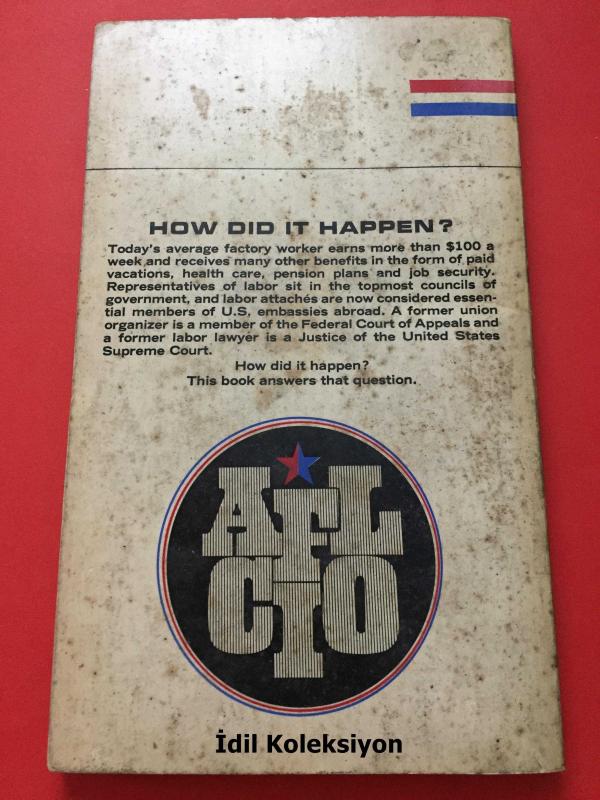 HOW DID IT HAPPEN?
Today's average factory worker earns more than $100 a
week and receives many other benefits in the form of paid
vacations, health care, pension plans and job security.
Representatives of labor sit in the topmost councils of
government, and labor attachés are now considered essen-
tial members of U.S. embassies abroad. A former union
organizer is a member of the Federal Court of Appeals and
a former labor lawyer is a Justice of the United States
Supreme Court.
How did it happen?
This book answers that question.
AFL
CIO
İdil Koleksiyon